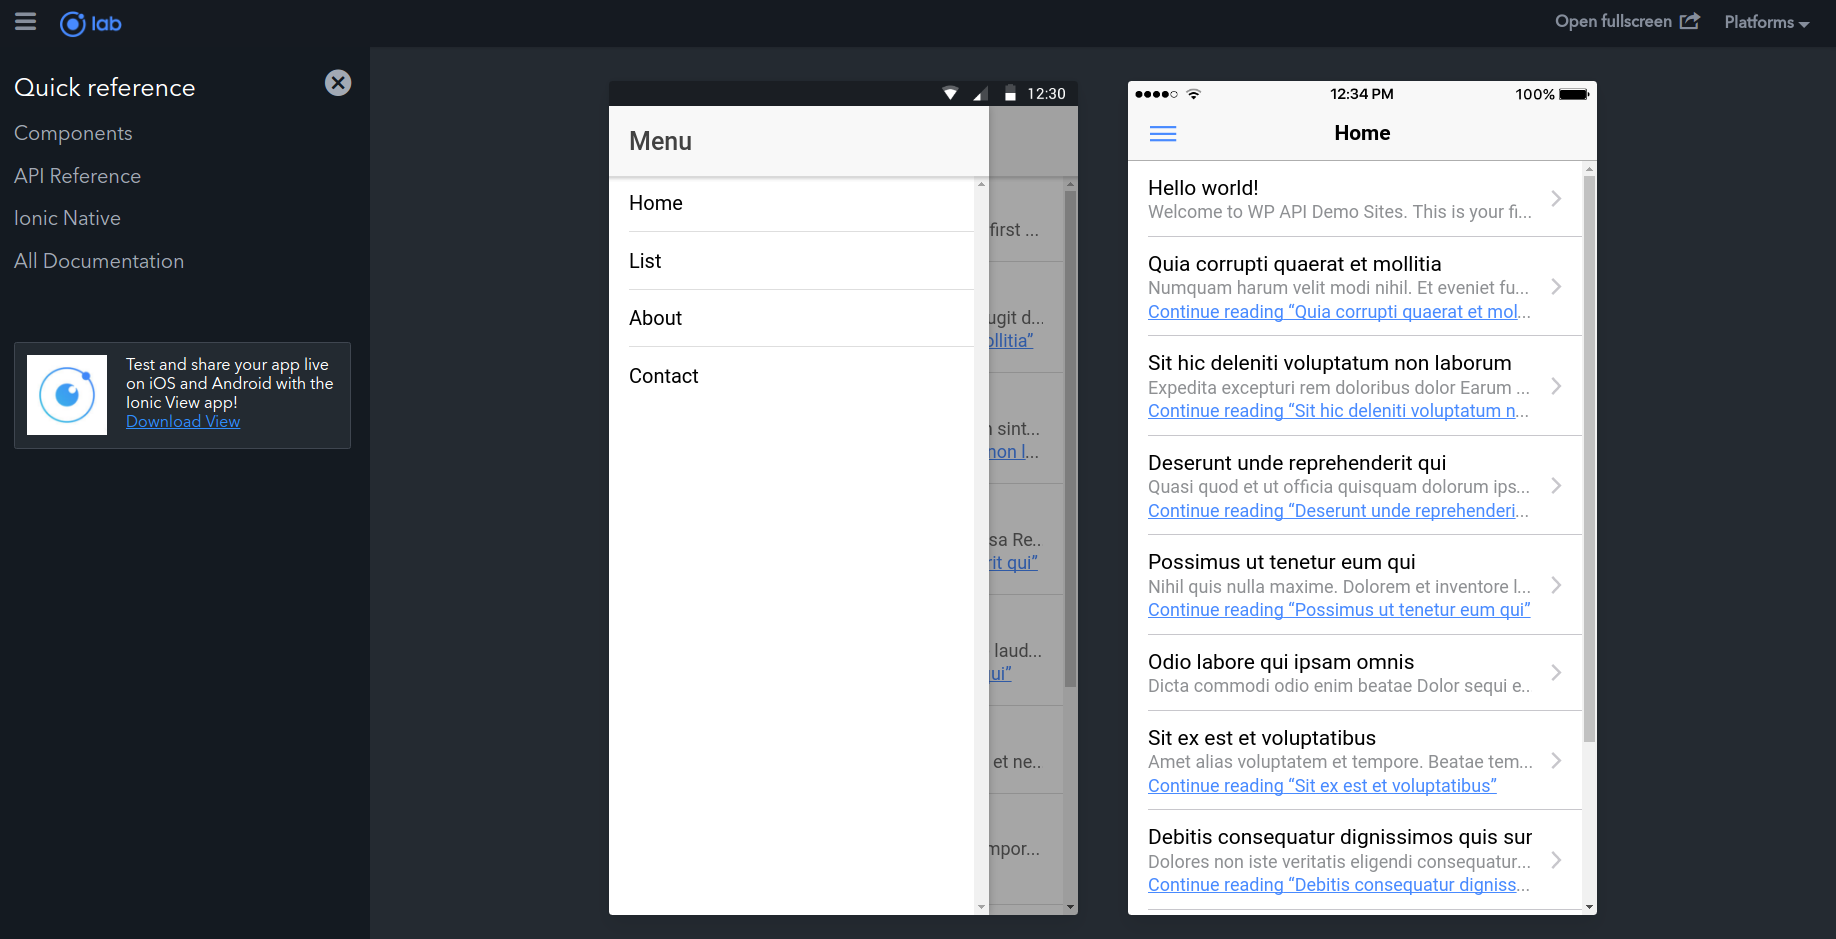 lab
Open fullscreen
Platforms
Quick reference
Components
API Reference
Ionic Native
All Documentation
Test and share your app live
on iOS and Android with the
Ionic View app!
Download View
12:30
Menu
Home
List
About
Contact
first ...
ugit d...
ollitia”
sint...
non l...
sa Re..
rit qui”
laud...
ui”
et ne..
mpor...
12:34 PM
100%
Home
Hello world!
Welcome to WP API Demo Sites. This is your fi...
Quia corrupti quaerat et mollitia
Numquam harum velit modi nihil. Et eveniet fu...
Continue reading “Quia corrupti quaerat et mol...
Sit hic deleniti voluptatum non laborum
Expedita excepturi rem doloribus dolor Earum ...
Continue reading “Sit hic deleniti voluptatum n...
Deserunt unde reprehenderit qui
Quasi quod et ut officia quisquam dolorum ips...
Continue reading “Deserunt unde reprehenderi...
Possimus ut tenetur eum qui
Nihil quis nulla maxime. Dolorem et inventore l...
Continue reading “Possimus ut tenetur eum qui”
Odio labore qui ipsam omnis
Dicta commodi odio enim beatae Dolor sequi e..
Sit ex est et voluptatibus
Amet alias voluptatem et tempore. Beatae tem...
Continue reading “Sit ex est et voluptatibus”
Debitis consequatur dignissimos quis sur
Dolores non iste veritatis eligendi consequatur...
Continue reading “Debitis consequatur digniss...